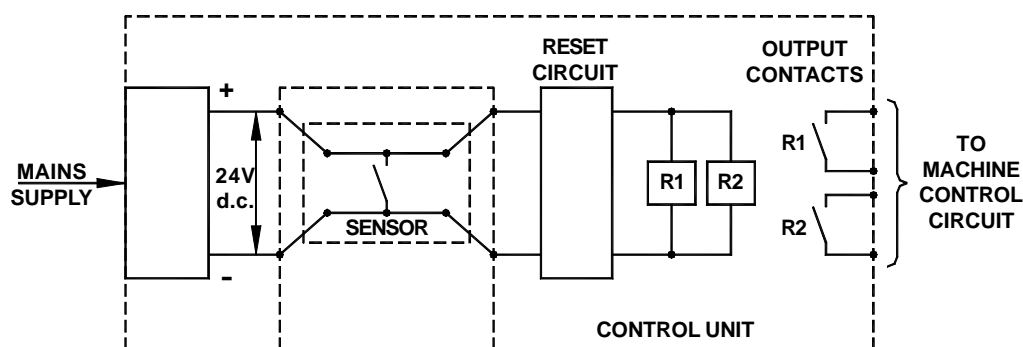 RESET
CIRCUIT
OUTPUT
CONTACTS
+
MAINS
SUPPLY
24V
d.c.
SENSOR
-
R1
R2
R1
R2
TO
MACHINE
CONTROL
CIRCUIT
CONTROL UNIT